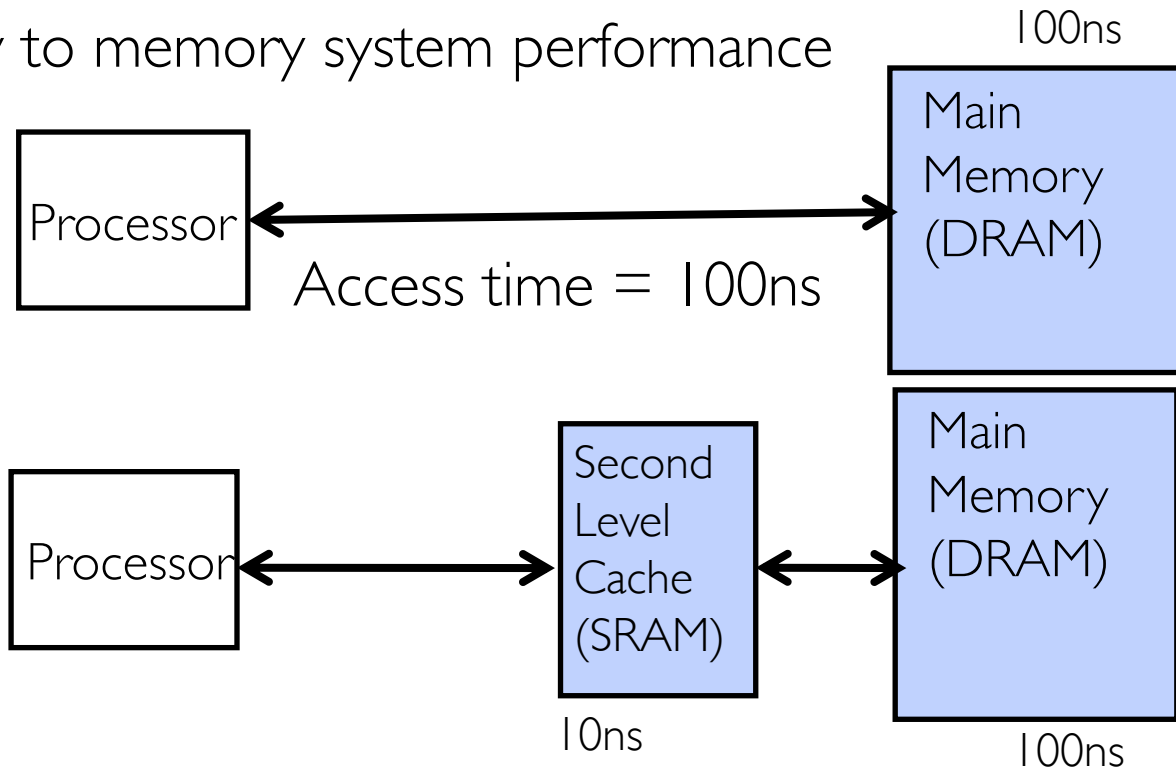 y to memory system performance
100ns
Processor
Main
Memory
(DRAM)
Access time = 100ns
Processor
Second
Level
Cache
(SRAM)
10ns
Main
Memory
(DRAM)
100ns